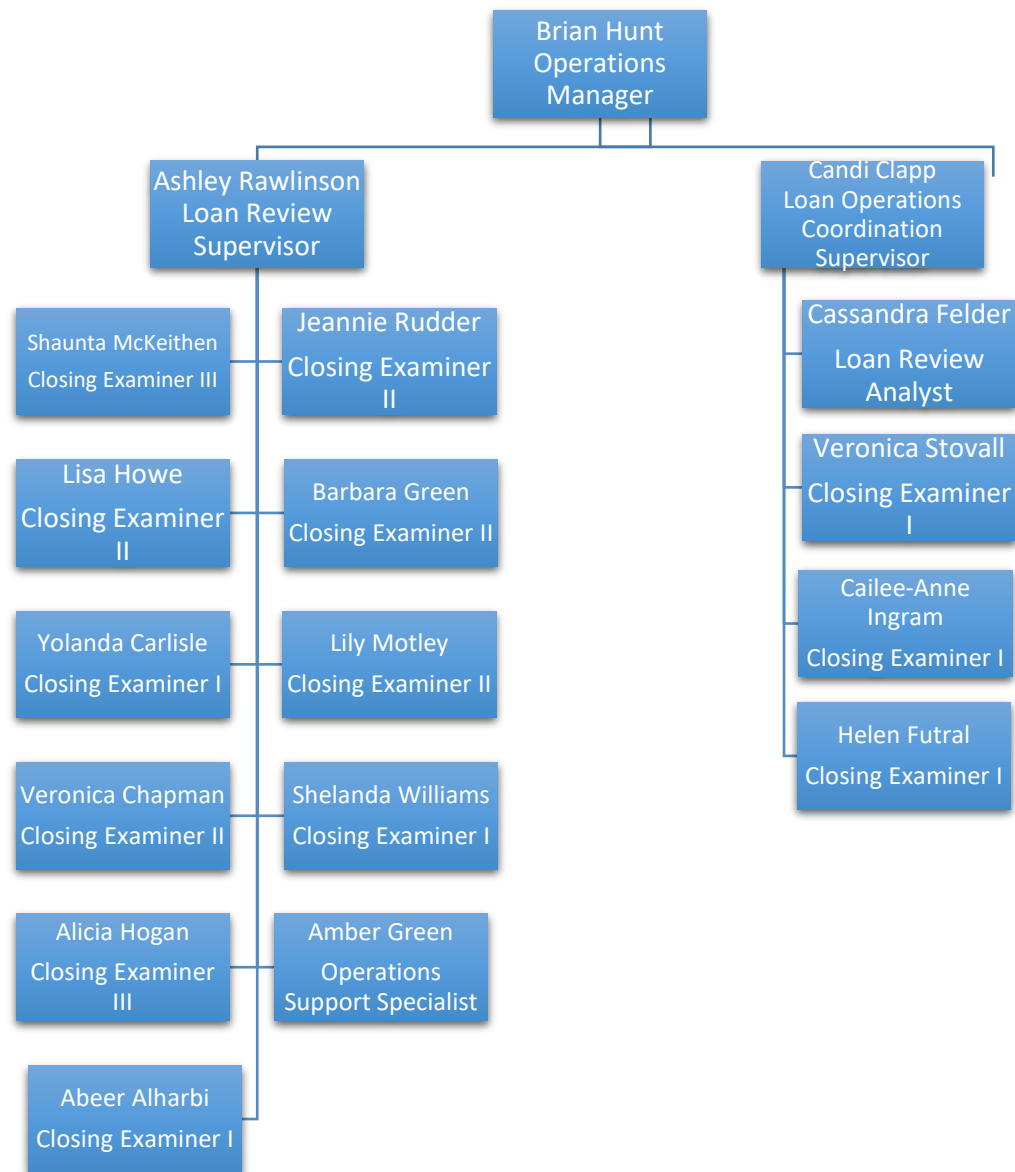 Brian Hunt
Operations
Manager
Ashley Rawlinson
Loan Review
Supervisor
Candi Clapp
Loan Operations
Coordination
Supervisor
Shaunta McKeithen
Closing Examiner III
Jeannie Rudder
Closing Examiner
II
Cassandra Felder
Loan Review
Analyst
Lisa Howe
Closing Examiner
II
Barbara Green
Closing Examiner II
Veronica Stovall
Closing Examiner
I
Yolanda Carlisle
Closing Examiner I
Lily Motley
Closing Examiner II
Cailee-Anne
Ingram
Closing Examiner I
Veronica Chapman
Closing Examiner II
Shelanda Williams
Closing Examiner I
Helen Futral
Closing Examiner I
Alicia Hogan
Closing Examiner
III
Amber Green
Operations
Support Specialist
Abeer Alharbi
Closing Examiner I